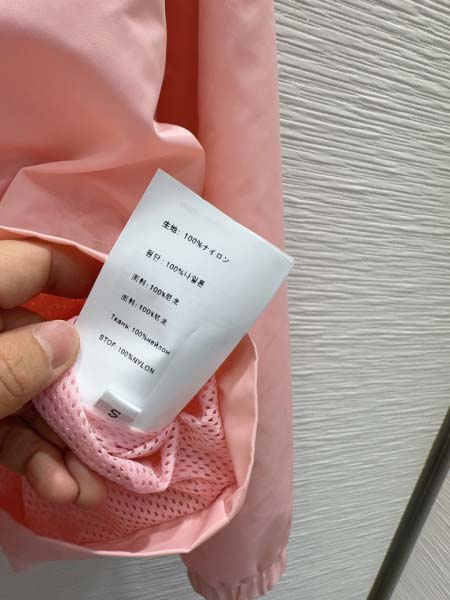 生地: 100%ナイロン
원단: 100%나일론
面料: 100%尼龙
面料: 100%尼龙
Ткань: 100%нейлон
STOF: 100%NYLON
S